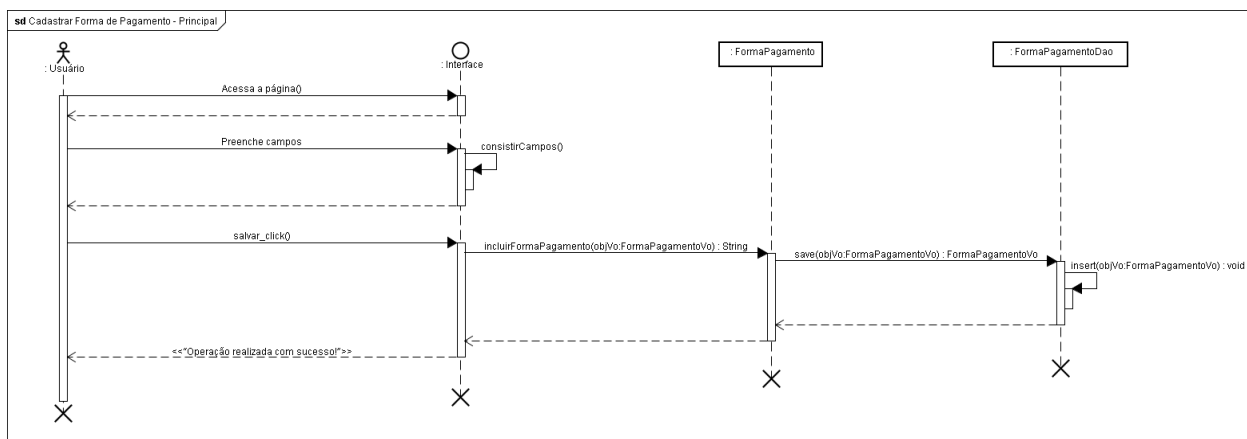 sd Cadastrar Forma de Pagamento - Principal
: Usuário
: Interface
: FormaPagamento
: FormaPagamentoDao
Acessa a página()
Preenche campos
consistirCampos()
salvar_click()
incluirFormaPagamento(objVo:FormaPagamentoVo) : String
save(objVo:FormaPagamentoVo) : FormaPagamentoVo
insert(objVo:FormaPagamentoVo) : void
<<"Operação realizada com sucesso!">>